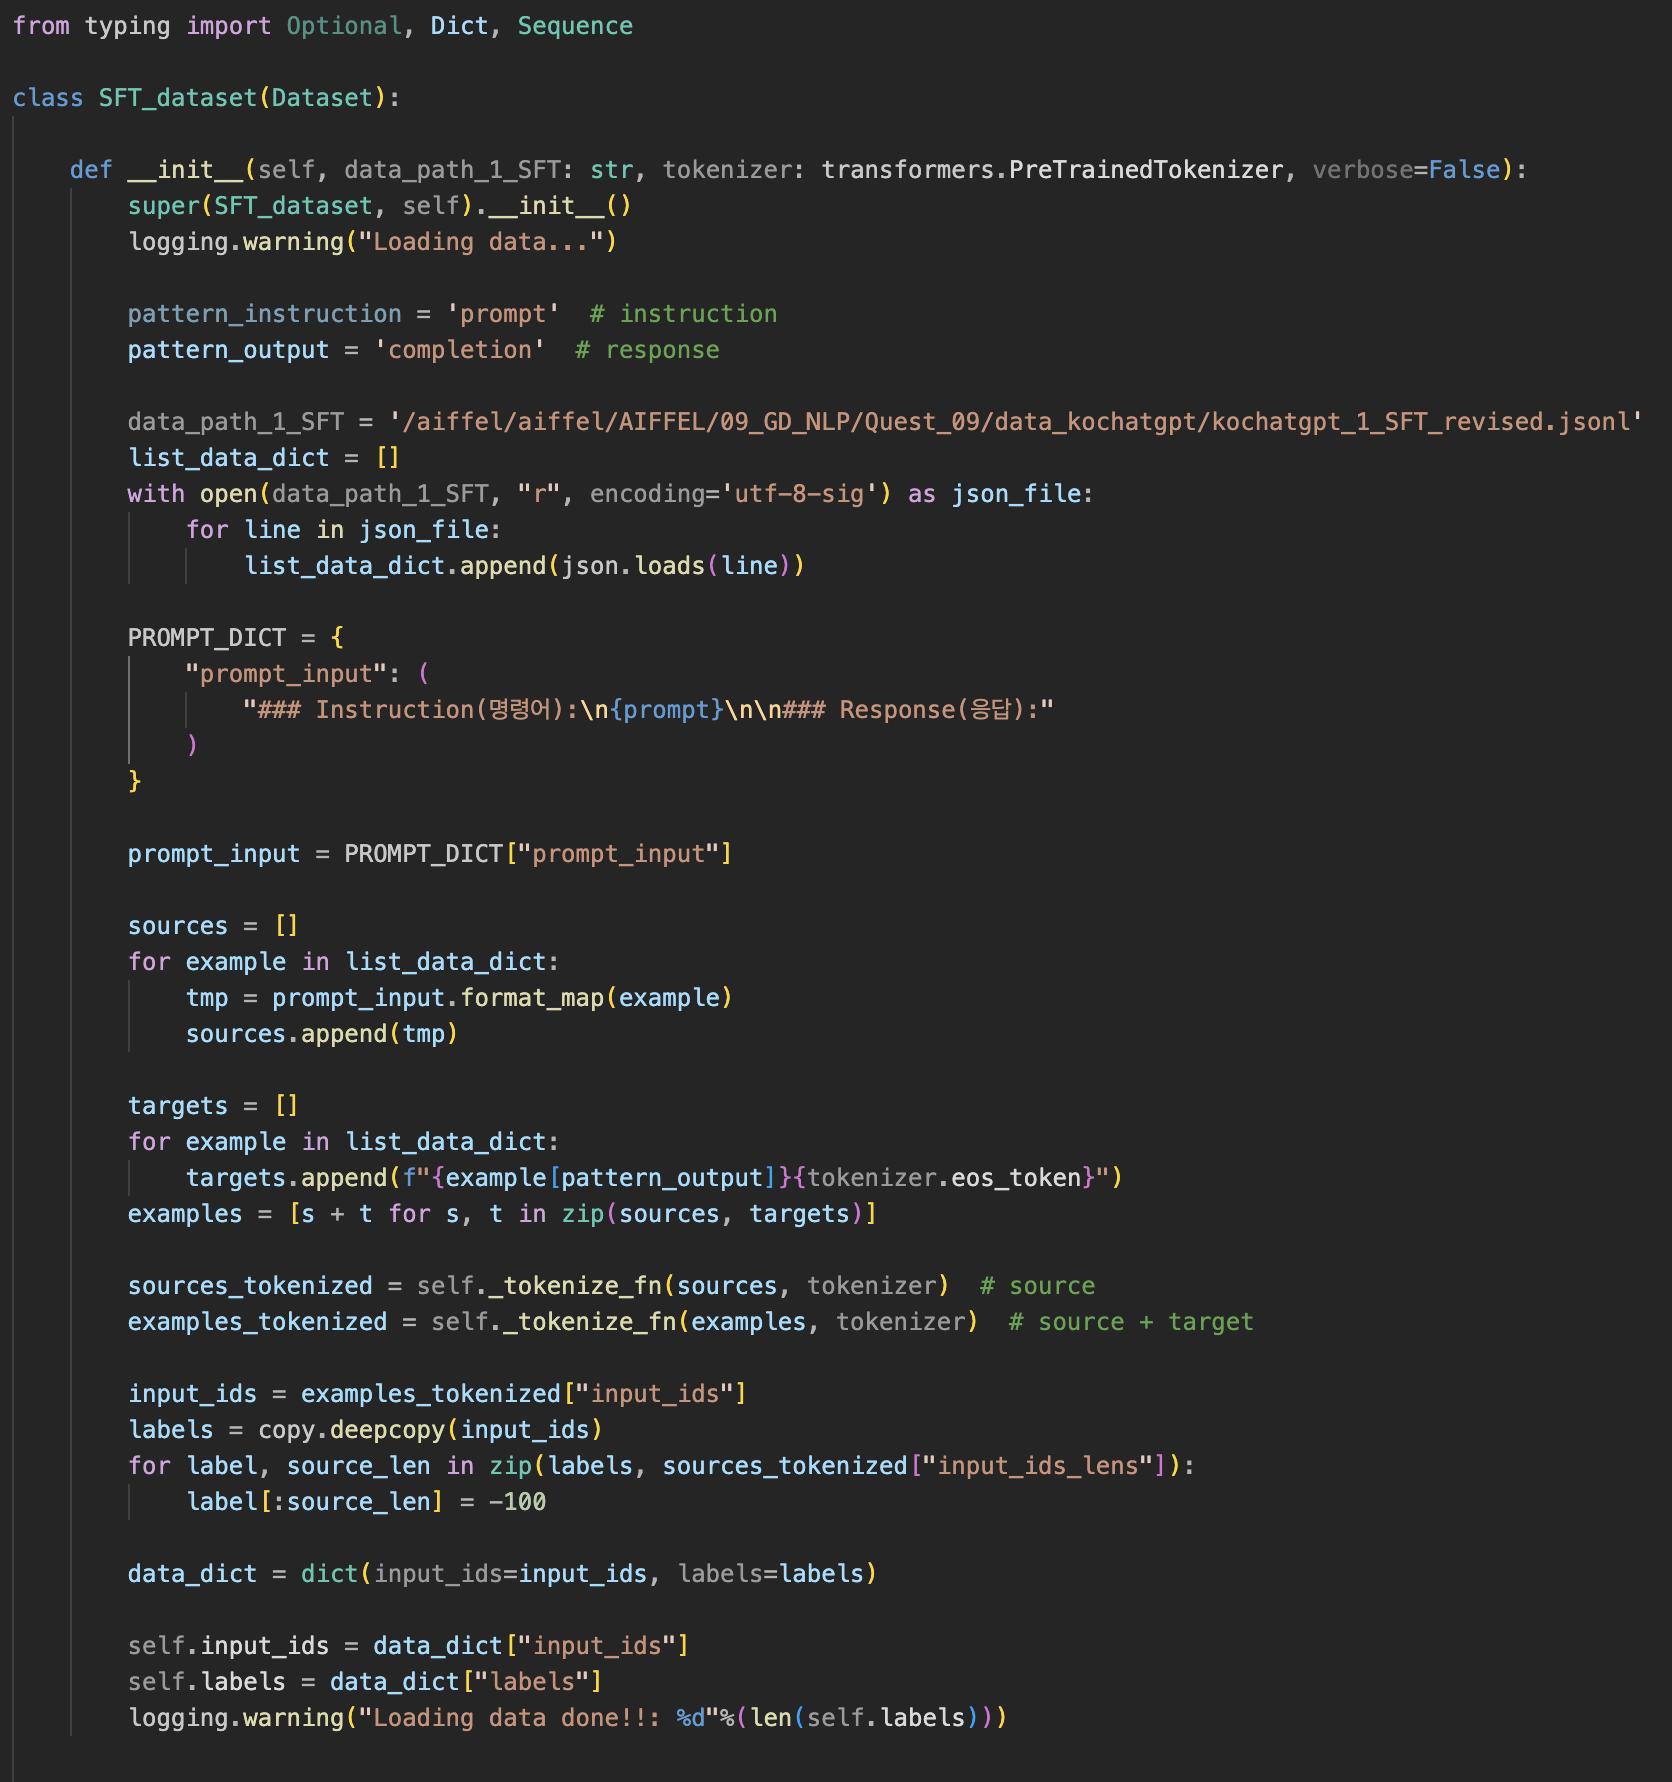 from typing import Optional, Dict, Sequence

class SFT_dataset(Dataset):

    def __init__(self, data_path_1_SFT: str, tokenizer: transformers.PreTrainedTokenizer, verbose=False):
        super(SFT_dataset, self).__init__()
        logging.warning("Loading data...")

        pattern_instruction = 'prompt'  # instruction
        pattern_output = 'completion'  # response

        data_path_1_SFT = '/aiffel/aiffel/AIFFEL/09_GD_NLP/Quest_09/data_kochatgpt/kochatgpt_1_SFT_revised.jsonl'
        list_data_dict = []
        with open(data_path_1_SFT, "r", encoding='utf-8-sig') as json_file:
            for line in json_file:
                list_data_dict.append(json.loads(line))

        PROMPT_DICT = {
            "prompt_input": (
                "### Instruction(명령어):\n{prompt}\n\n### Response(응답):"
            )
        }

        prompt_input = PROMPT_DICT["prompt_input"]

        sources = []
        for example in list_data_dict:
            tmp = prompt_input.format_map(example)
            sources.append(tmp)

        targets = []
        for example in list_data_dict:
            targets.append(f"{example[pattern_output]}{tokenizer.eos_token}")
        examples = [s + t for s, t in zip(sources, targets)]

        sources_tokenized = self._tokenize_fn(sources, tokenizer)  # source
        examples_tokenized = self._tokenize_fn(examples, tokenizer)  # source + target

        input_ids = examples_tokenized["input_ids"]
        labels = copy.deepcopy(input_ids)
        for label, source_len in zip(labels, sources_tokenized["input_ids_lens"]):
            label[:source_len] = -100

        data_dict = dict(input_ids=input_ids, labels=labels)

        self.input_ids = data_dict["input_ids"]
        self.labels = data_dict["labels"]
        logging.warning("Loading data done!!: %d"%(len(self.labels)))